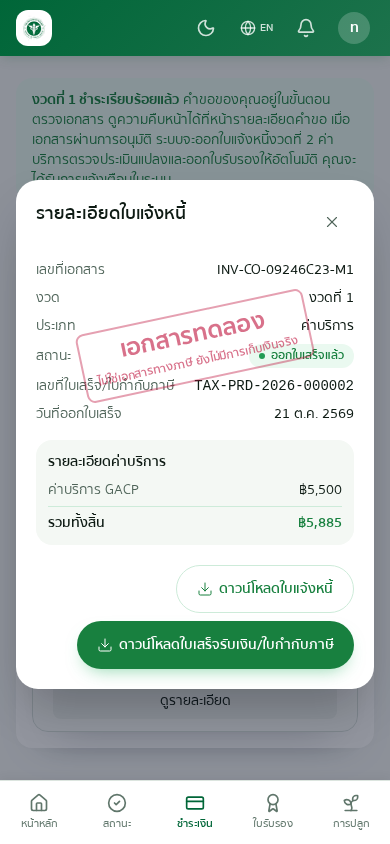 EN
ก
งวดที่ 1 ชำระเรียบร้อยแล้ว คำขอของคุณอยู่ในขั้นตอน
ตรวจเอกสาร ดูความคืบหน้าได้ที่หน้ารายละเอียดคำขอ เมื่อ
เอกสารผ่านการอนุมัติ ระบบจะออกใบแจ้งหนี้งวดที่ 2 ค่า
บริการตรวจประเมินแปลงและออกใบรับรองให้อัตโนมัติ คุณจะ
รายละเอียดใบแจ้งหนี้
เลขที่เอกสาร INV-CO-09246C23-M1
งวด งวดที่ 1
ประเภท ค่าบริการ
เอกสารทดลอง
ไม่ใช่เอกสารทางภาษี ยังไม่มีการเก็บเงินจริง
สถานะ ออกใบเสร็จแล้ว
เลขที่ใบเสร็จ/ใบกำกับภาษี TAX-PRD-2026-000002
วันที่ออกใบเสร็จ 21 ต.ค. 2569
รายละเอียดค่าบริการ
ค่าบริการ GACP ฿5,500
รวมทั้งสิ้น ฿5,885
ดาวน์โหลดใบแจ้งหนี้
ดาวน์โหลดใบเสร็จรับเงิน/ใบกำกับภาษี
ดูรายละเอียด
หน้าหลัก สถานะ ชำระเงิน ใบรับรอง การปลูก